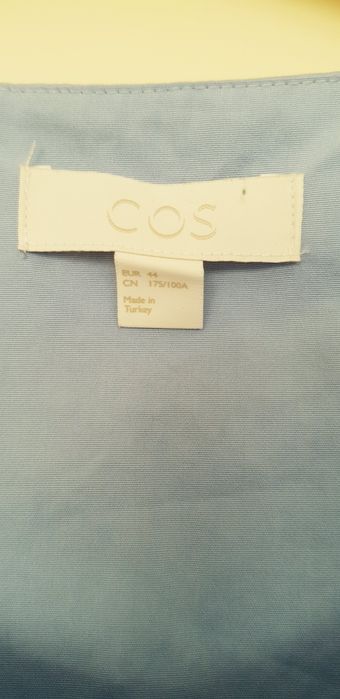 COS
EUR 44
CN 175/100A
Made in
Turkey